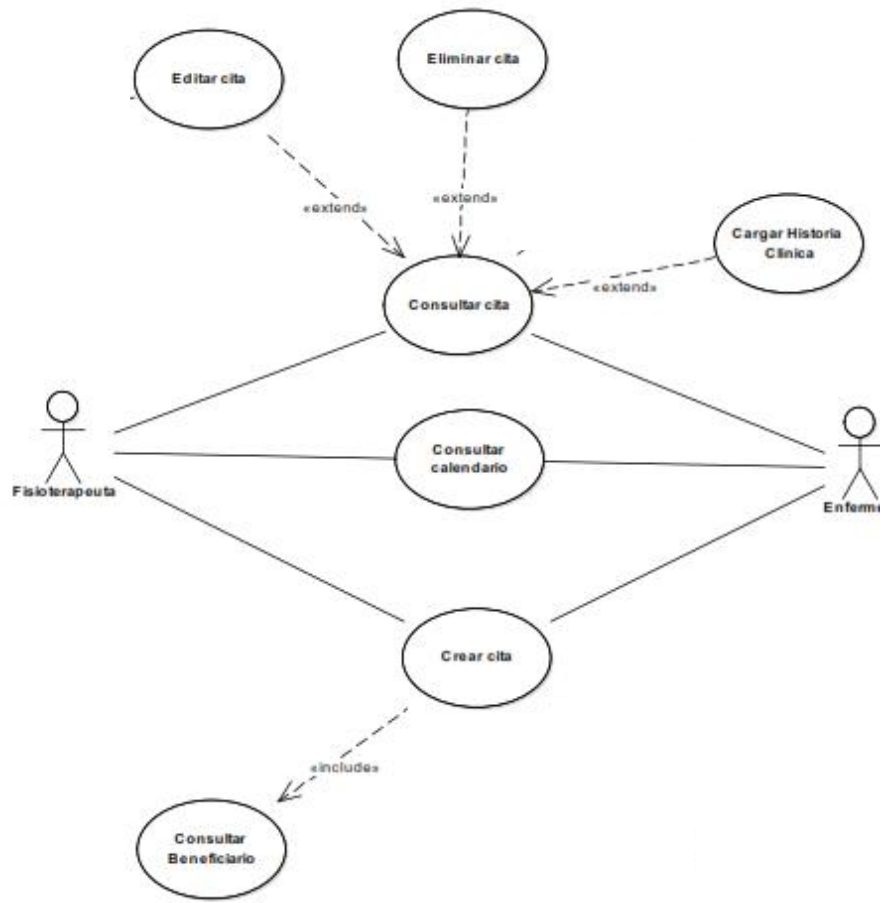 Editar cita
Eliminar cita
«extend»
«extend»
Cargar Historia
Clinica
«extend»
Consultar cita
Consultar
calendario
Fisioterapeuta
Crear cita
«include»
Consultar
Beneficiario